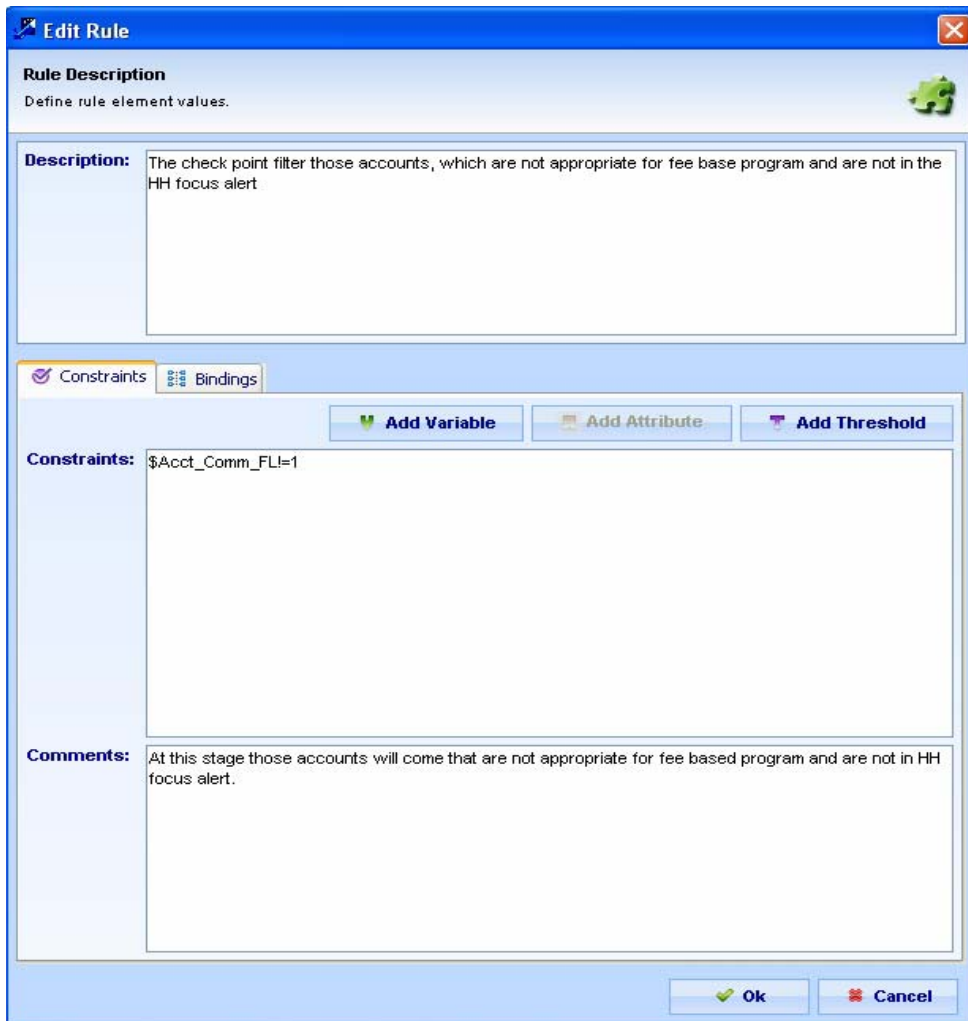 Edit Rule
Rule Description
Define rule element values.
Description:
The check point filter those accounts, which are not appropriate for fee base program and are not in the
HH focus alert
Constraints
Bindings
Add Variable
Add Attribute
Add Threshold
Constraints:
$Acct_Comm_FL!=1
Comments:
At this stage those accounts will come that are not appropriate for fee based program and are not in HH
focus alert.
Ok
Cancel